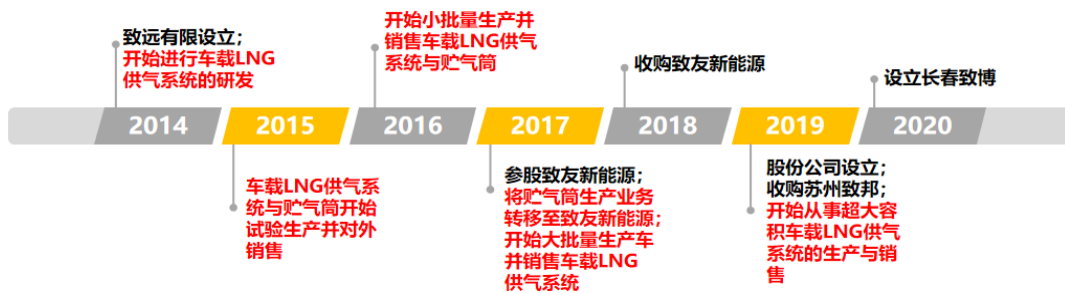 致远有限设立；
开始进行车载LNG
供气系统的研发
开始小批量生产并
销售车载LNG供气
系统与贮气筒
收购致友新能源
设立长春致博
2014
2015
2016
2017
2018
2019
2020
车载LNG供气系
统与贮气筒开始
试验生产并对外
销售
参股致友新能源；
将贮气筒生产业务
转移至致友新能源；
开始大批量生产车
并销售车载LNG
供气系统
股份公司设立；
收购苏州致邦；
开始从事超大容
积车载LNG供气
系统的生产与销
售